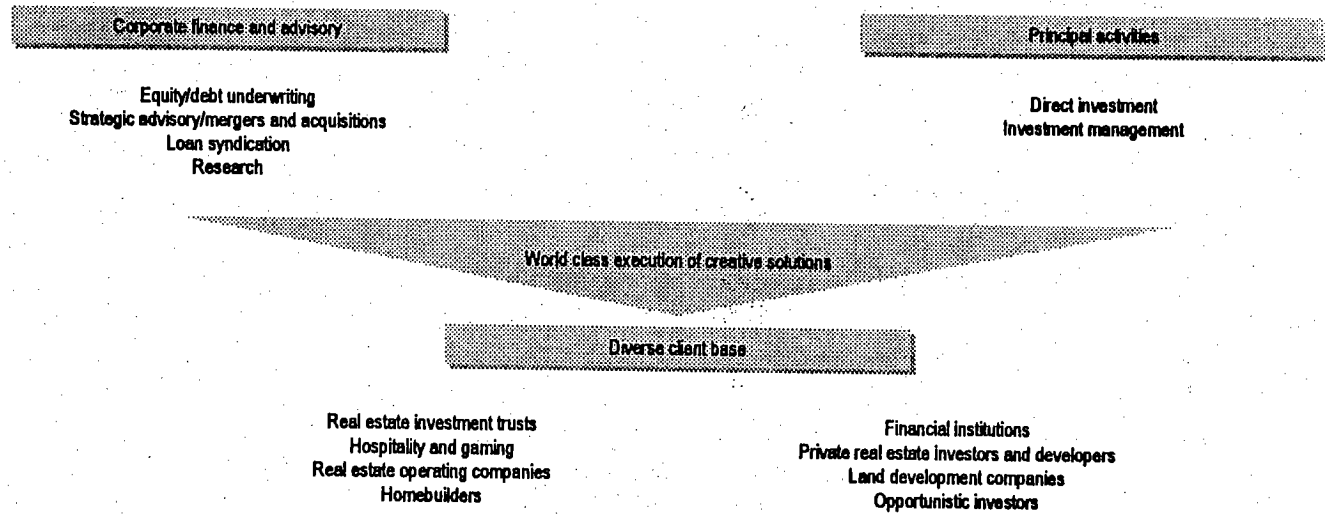 Corporate finance and advisory
Equity/debt underwriting
Strategic advisory/mergers and acquisitions
Loan syndication
Research
Principal activities
Direct investment
Investment management
World class execution of creative solutions
Diverse client base
Real estate investment trusts
Hospitality and gaming
Real estate operating companies
Homebuilders
Financial institutions
Private real estate investors and developers
Land development companies
Opportunistic investors